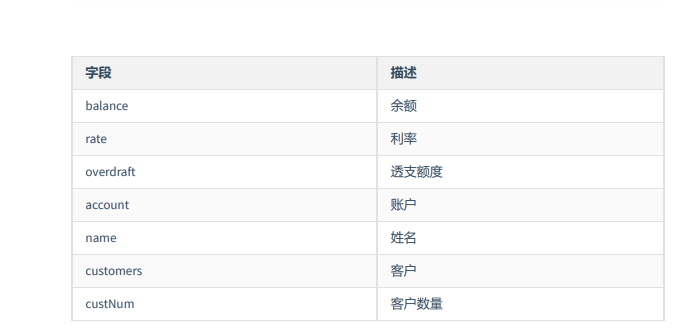 字段 描述
balance 余额
rate 利率
overdraft 透支额度
account 账户
name 姓名
customers 客户
custNum 客户数量